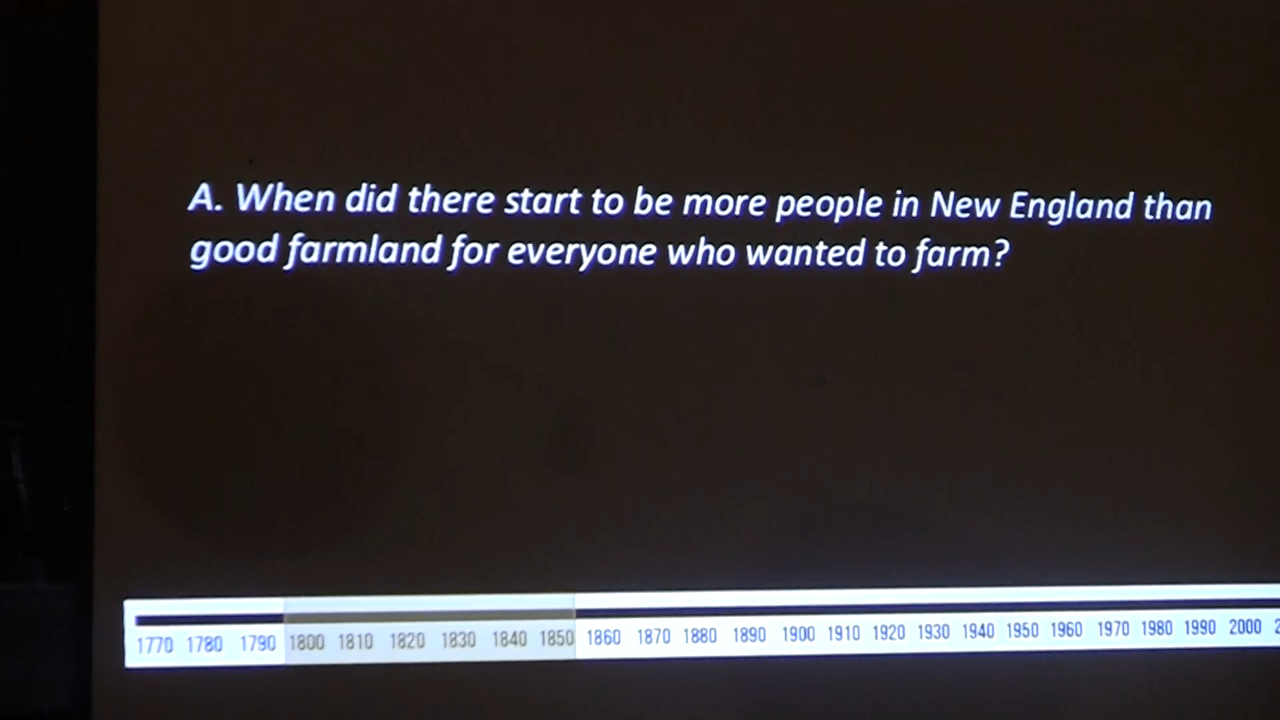 A. When did there start to be more people in New England than
good farmland for everyone who wanted to farm?
1770 1780 1790 1800 1810 1820 1830 1840 1850 1860 1870 1880 1890 1900 1910 1920 1930 1940 1950 1960 1970 1980 1990 2000